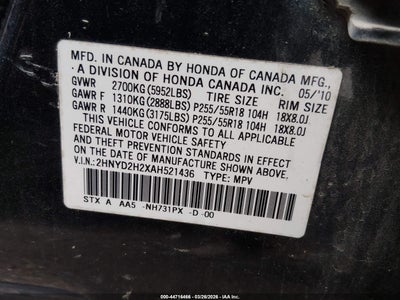 MFD. IN CANADA BY HONDA OF CANADA MFG.,
A DIVISION OF HONDA CANADA INC. 05/'10
GVWR 2700KG (5952LBS) TIRE SIZE RIM SIZE
GAWR F 1310KG (2888LBS) P255/55R18 104H 18X8.0J
GAWR R 1440KG (3175LBS) P255/55R18 104H 18X8.0J
THIS VEHICLE CONFORMS TO ALL APPLICABLE
FEDERAL MOTOR VEHICLE SAFETY
AND THEFT PREVENTION STANDARDS IN EFFECT ON
THE DATE OF MANUFACTURE SHOWN ABOVE.
V.I.N.: 2HNYD2H2XAH521436 TYPE: MPV
STX A AA5 -NH731PX -D -00
000-44716466 - 03/26/2026 - IAA, Inc.